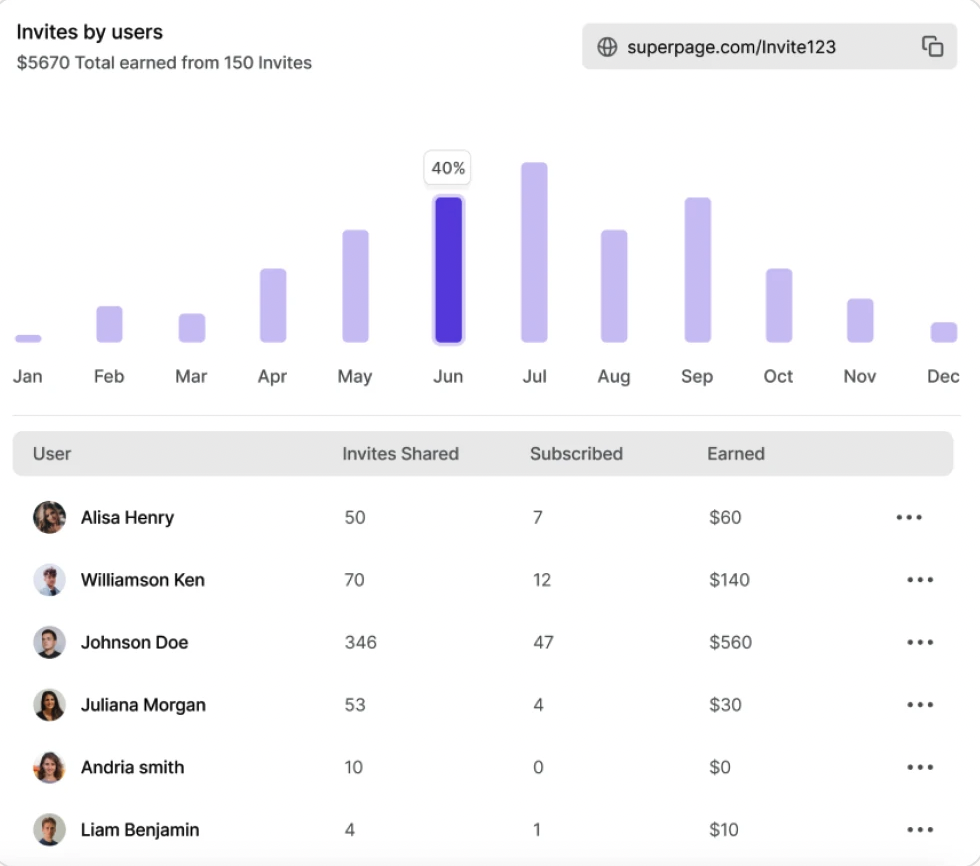 Invites by users
superpage.com/Invite123
$5670 Total earned from 150 Invites
40%
Jan Feb Mar Apr May Jun Jul Aug Sep Oct Nov Dec
User Invites Shared Subscribed Earned
Alisa Henry 50 7 $60
Williamson Ken 70 12 $140
Johnson Doe 346 47 $560
Juliana Morgan 53 4 $30
Andria smith 10 0 $0
Liam Benjamin 4 1 $10